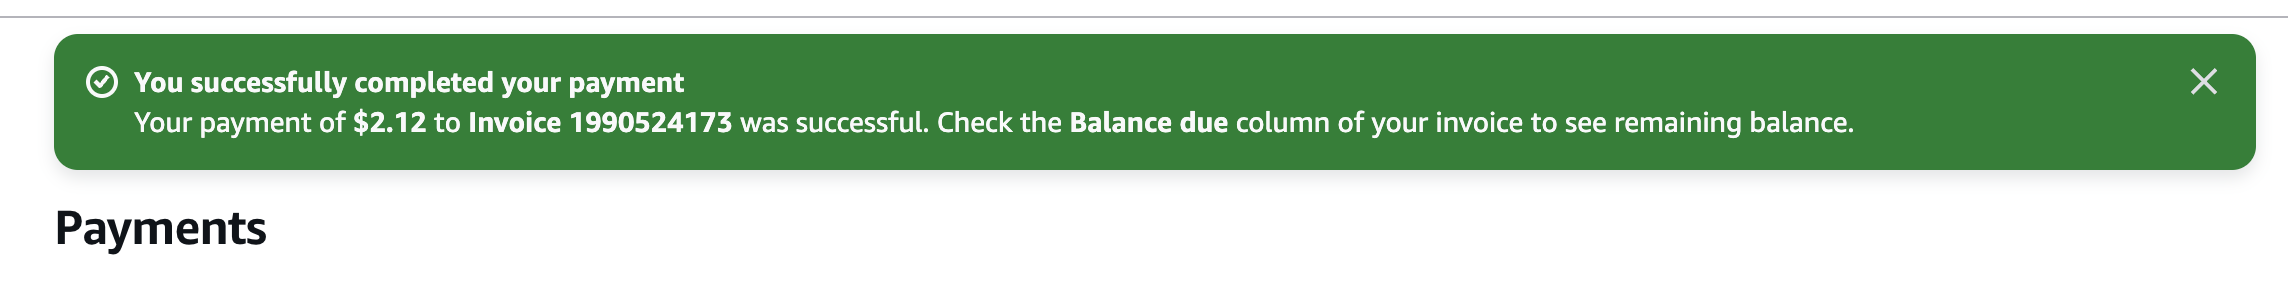 You successfully completed your payment
Your payment of $2.12 to Invoice 1990524173 was successful. Check the Balance due column of your invoice to see remaining balance.
Payments